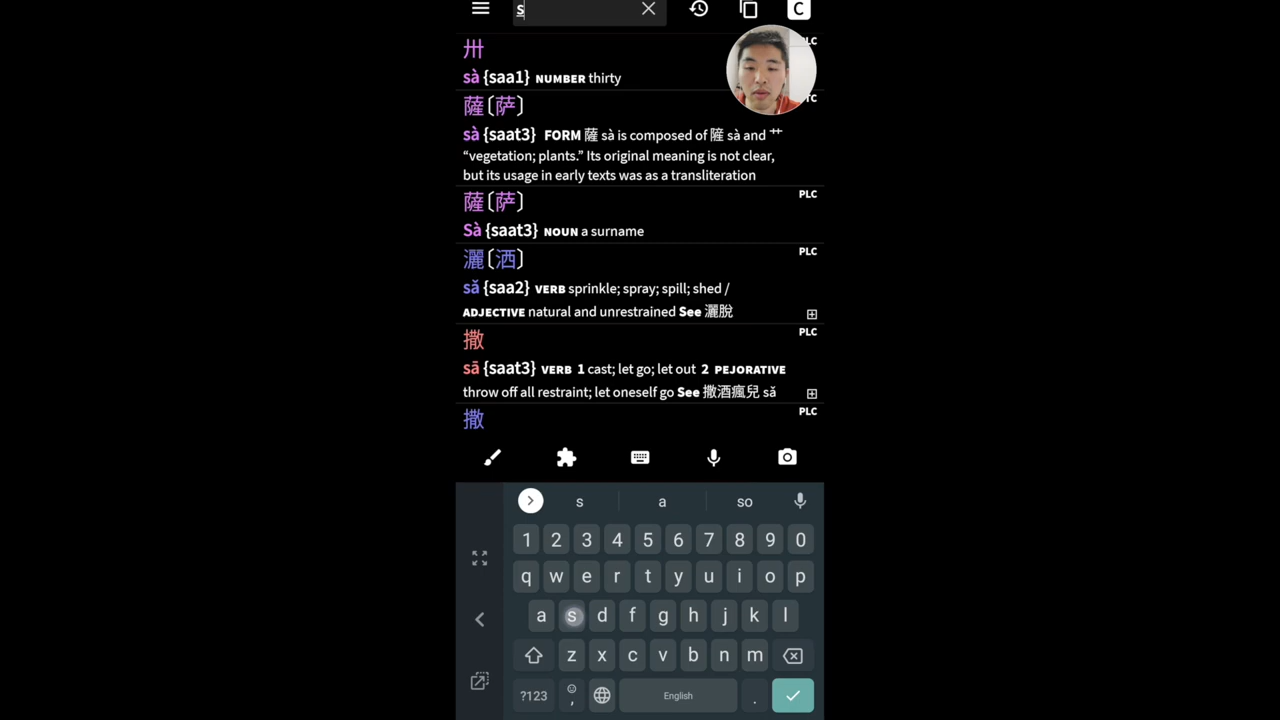 s
C
卅
PLC
sà {saa1} NUMBER thirty
薩〔萨〕
sà {saat3} FORM 薩 sà is composed of 隡 sà and 艹
“vegetation; plants.” Its original meaning is not clear,
but its usage in early texts was as a transliteration
薩〔萨〕
PLC
Sà {saat3} NOUN a surname
灑〔洒〕
PLC
sǎ {saa2} VERB sprinkle; spray; spill; shed /
ADJECTIVE natural and unrestrained See 灑脫
撒
PLC
sā {saat3} VERB 1 cast; let go; let out 2 PEJORATIVE
throw off all restraint; let oneself go See 撒酒瘋兒 sǎ
撒
PLC
s a so
1 2 3 4 5 6 7 8 9 0
q w e r t y u i o p
a s d f g h j k l
z x c v b n m
?123 , English .